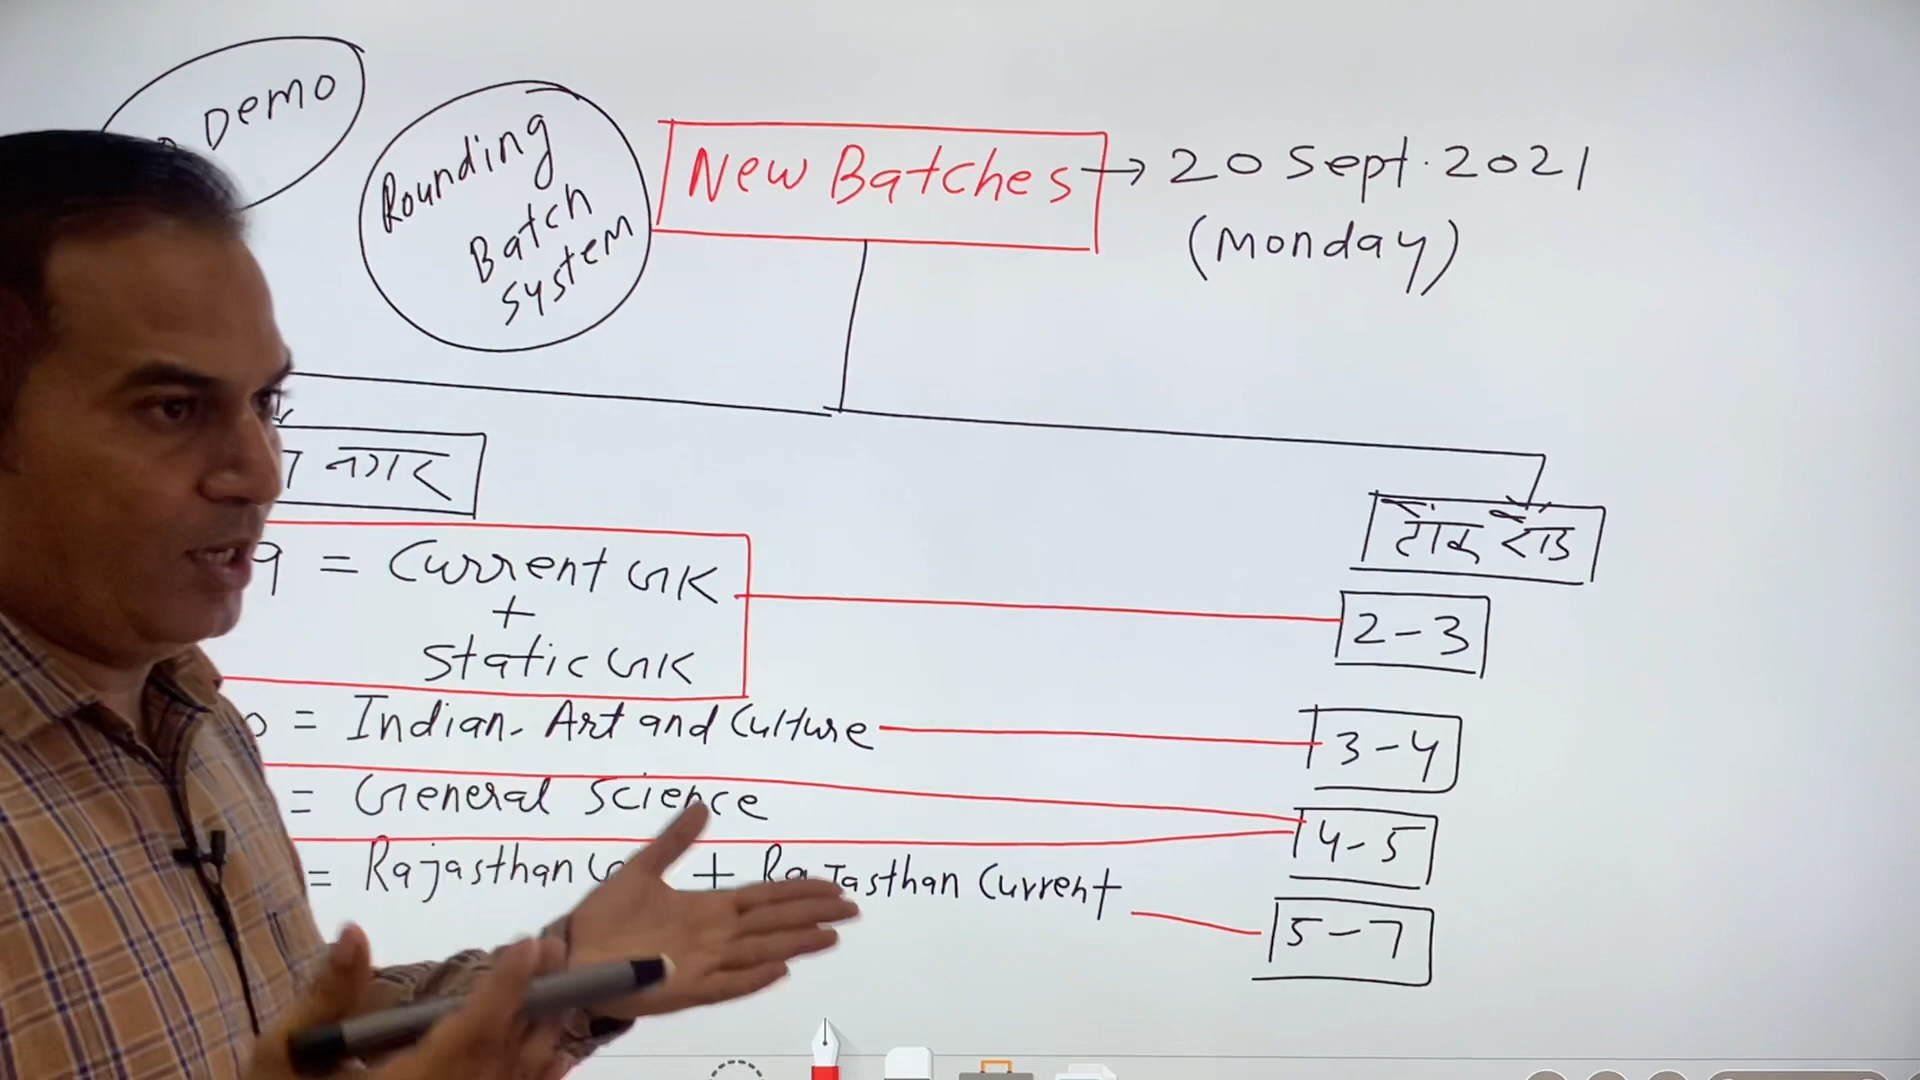 Demo
Rounding
Batch
System
New Batches → 20 Sept. 2021
(Monday)
नगर
टोंक रोड
9 = Current GK
+
Static GK
2-3
= Indian Art and Culture
3-4
= General Science
4-5
= Rajasthan + Rajasthan Current
5-7